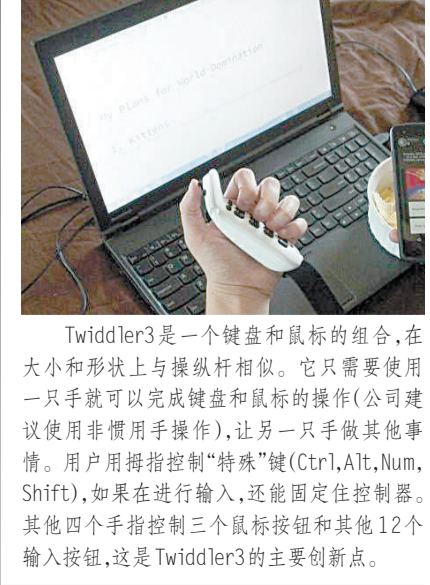 My Plans for World Domination
1. Kittens
Twiddler3是一个键盘和鼠标的组合,在
大小和形状上与操纵杆相似。它只需要使用
一只手就可以完成键盘和鼠标的操作(公司建
议使用非惯用手操作),让另一只手做其他事
情。用户用拇指控制“特殊”键(Ctrl,Alt,Num,
Shift),如果在进行输入,还能固定住控制器。
其他四个手指控制三个鼠标按钮和其他12个
输入按钮,这是Twiddler3的主要创新点。